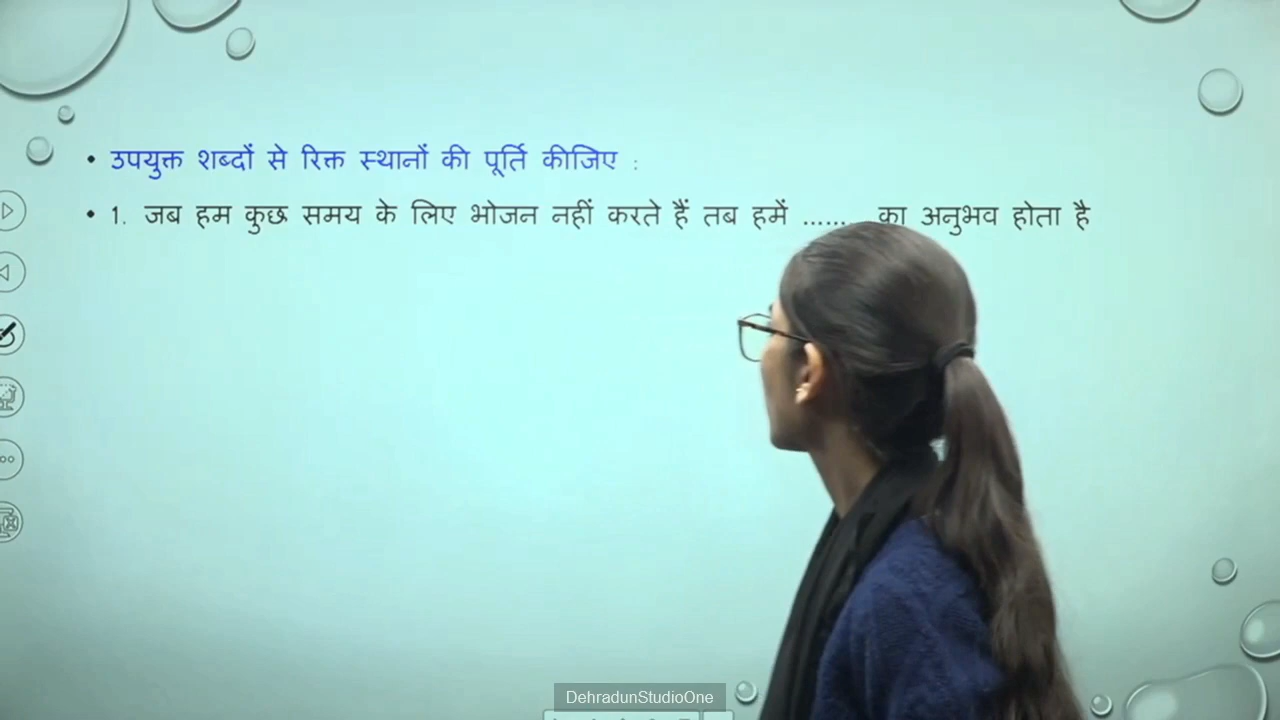 • उपयुक्त शब्दों से रिक्त स्थानों की पूर्ति कीजिए :
• 1. जब हम कुछ समय के लिए भोजन नहीं करते हैं तब हमें ........ का अनुभव होता है
DehradunStudioOne